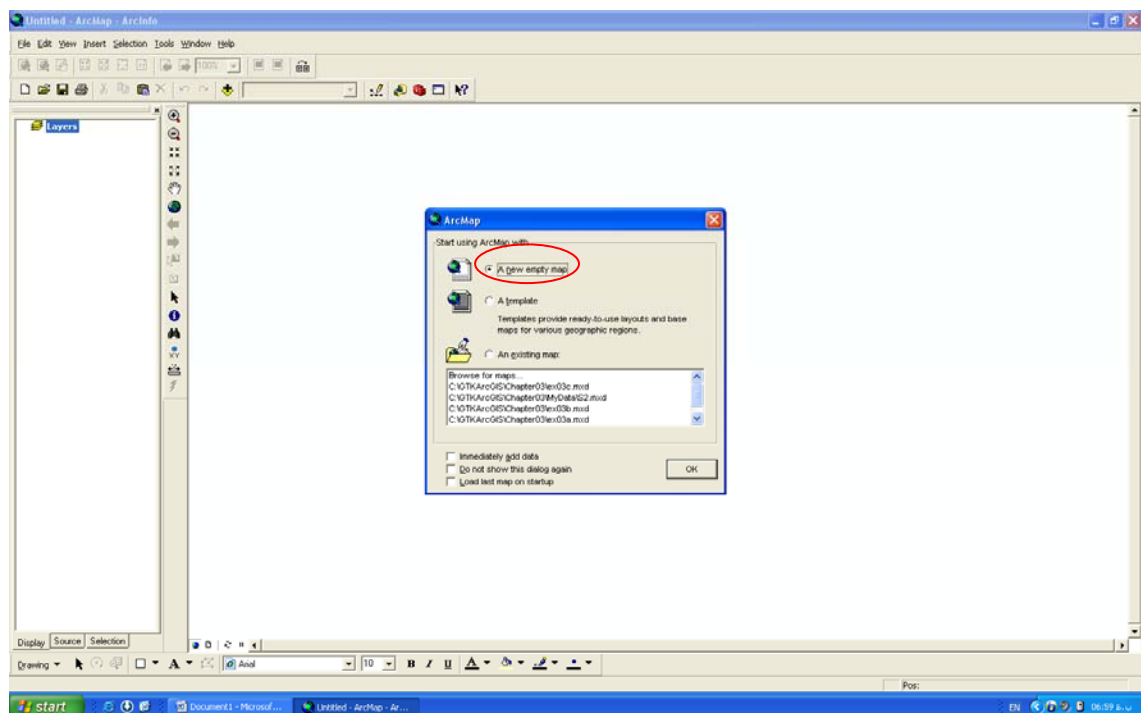 Untitled - ArcMap - ArcInfo
File Edit View Insert Selection Tools Window Help
100%
Layers
ArcMap
Start using ArcMap with
A new empty map
A template
Templates provide ready-to-use layouts and base
maps for various geographic regions.
An existing map:
Browse for maps...
C:\GTKArcGIS\Chapter03\ex03c.mxd
C:\GTKArcGIS\Chapter03\MyData\S2.mxd
C:\GTKArcGIS\Chapter03\ex03b.mxd
C:\GTKArcGIS\Chapter03\ex03a.mxd
Immediately add data
Do not show this dialog again
OK
Load last map on startup
Display Source Selection
Drawing A Arial 10 B I U A
Pos:
start Document1 - Microsof... Untitled - ArcMap - Ar... EN 06:59